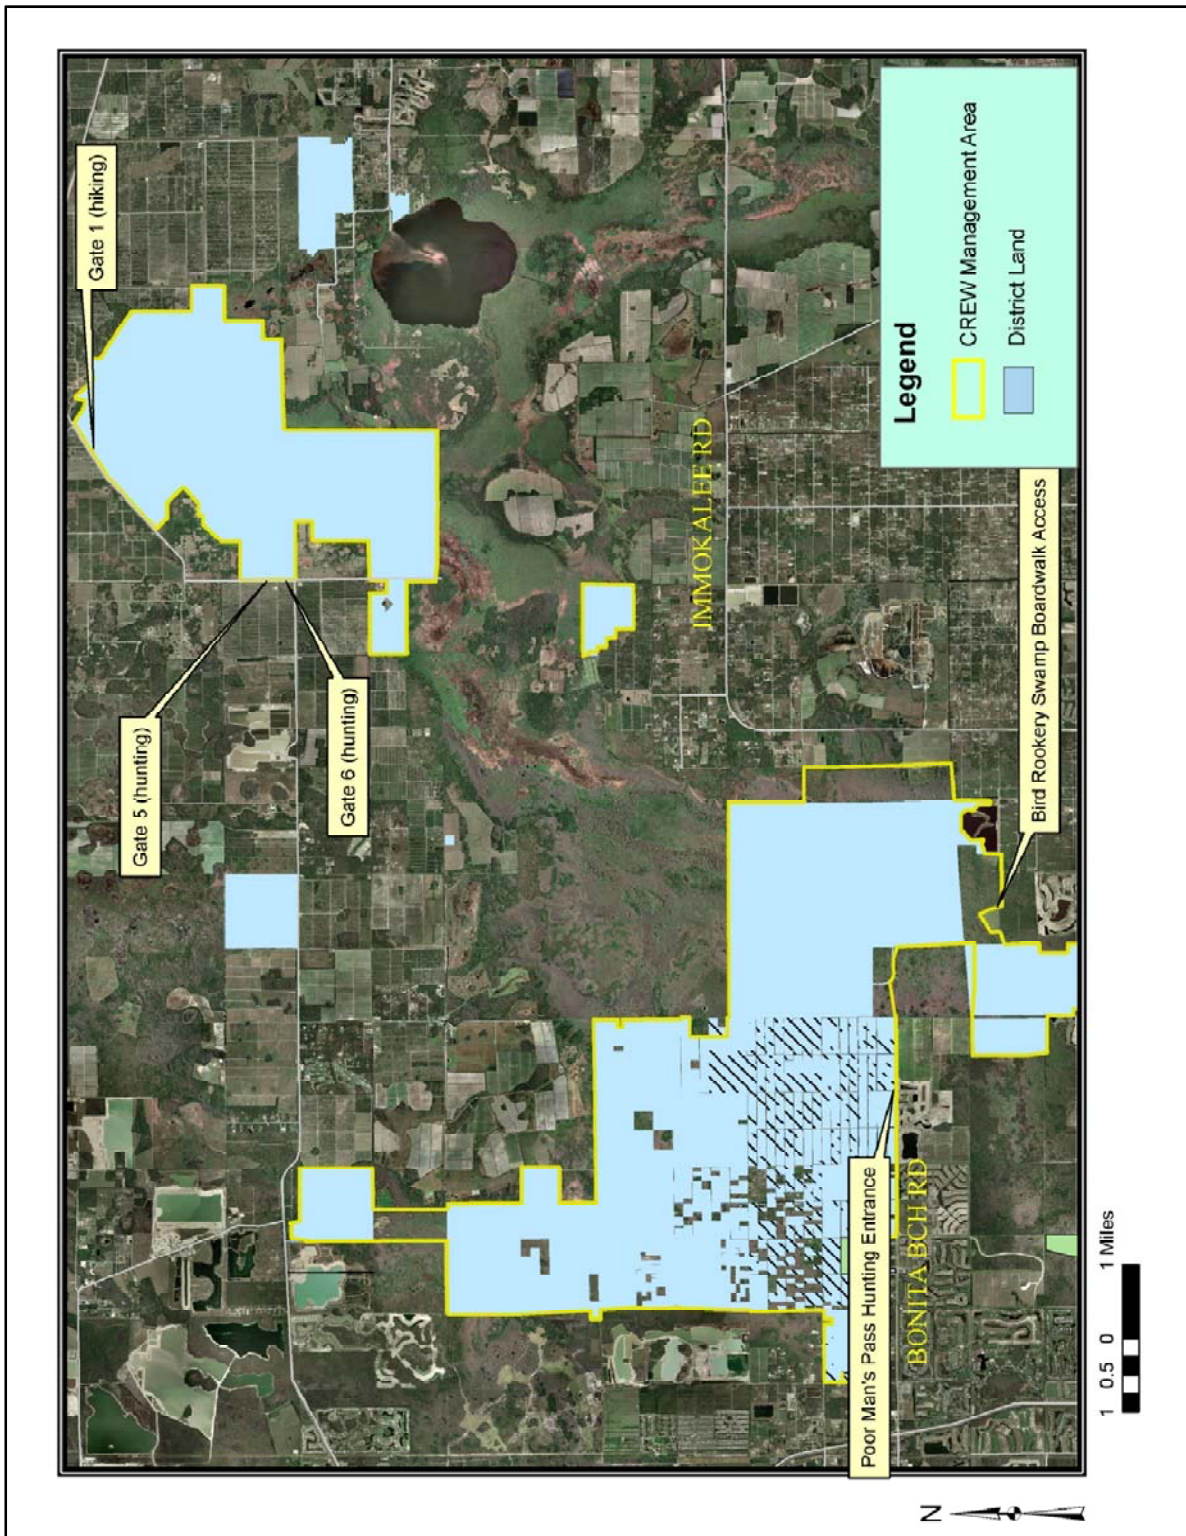 Gate 1 (hiking)
Gate 5 (hunting)
Gate 6 (hunting)
IMMOKALEE RD
Legend
CREW Management Area
District Land
Bird Rookery Swamp Boardwalk Access
Poor Man's Pass Hunting Entrance
BONITA BCH RD
1 0.5 0 1 Miles
N